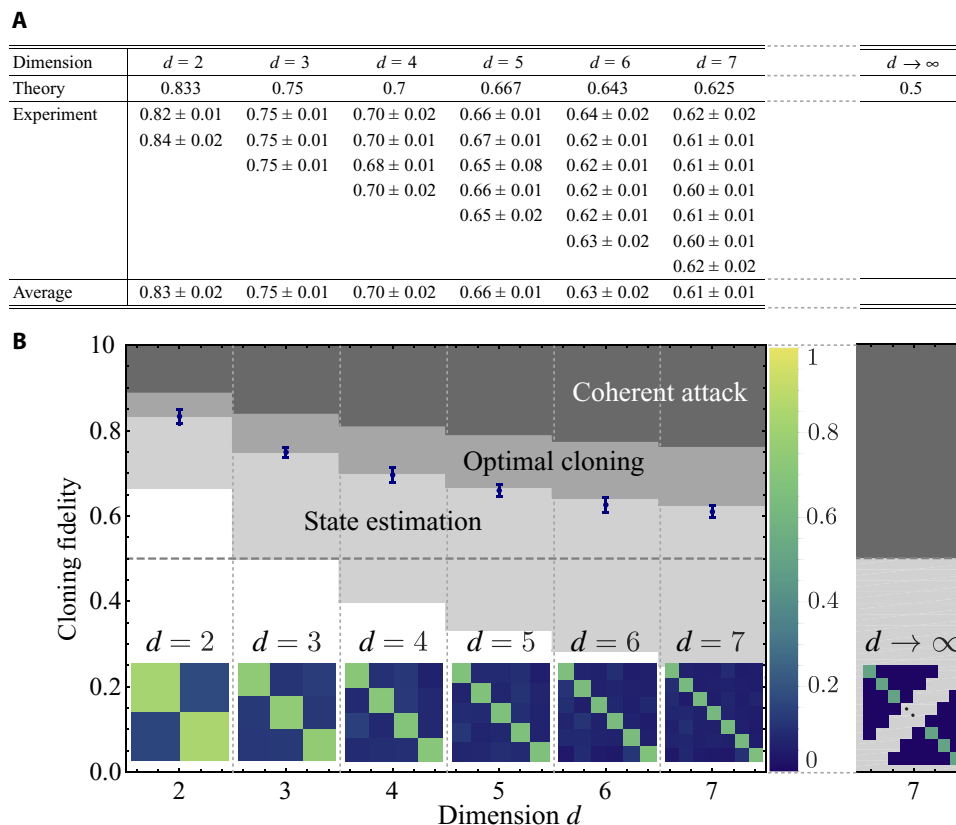 A
Dimension d = 2 d = 3 d = 4 d = 5 d = 6 d = 7 d → ∞
Theory 0.833 0.75 0.7 0.667 0.643 0.625 0.5
Experiment 0.82 ± 0.01 0.75 ± 0.01 0.70 ± 0.02 0.66 ± 0.01 0.64 ± 0.02 0.62 ± 0.02
0.84 ± 0.02 0.75 ± 0.01 0.70 ± 0.01 0.67 ± 0.01 0.62 ± 0.01 0.61 ± 0.01
0.75 ± 0.01 0.68 ± 0.01 0.65 ± 0.08 0.62 ± 0.01 0.61 ± 0.01
0.70 ± 0.02 0.66 ± 0.01 0.62 ± 0.01 0.60 ± 0.01
0.65 ± 0.02 0.62 ± 0.01 0.61 ± 0.01
0.63 ± 0.02 0.60 ± 0.01
0.62 ± 0.02
Average 0.83 ± 0.02 0.75 ± 0.01 0.70 ± 0.02 0.66 ± 0.01 0.63 ± 0.02 0.61 ± 0.01
B
10
0.8
0.6
0.4
0.2
0.0
Cloning fidelity
Coherent attack
Optimal cloning
State estimation
d = 2 d = 3 d = 4 d = 5 d = 6 d = 7 d → ∞
1
0.8
0.6
0.4
0.2
0
2 3 4 5 6 7 7
Dimension d